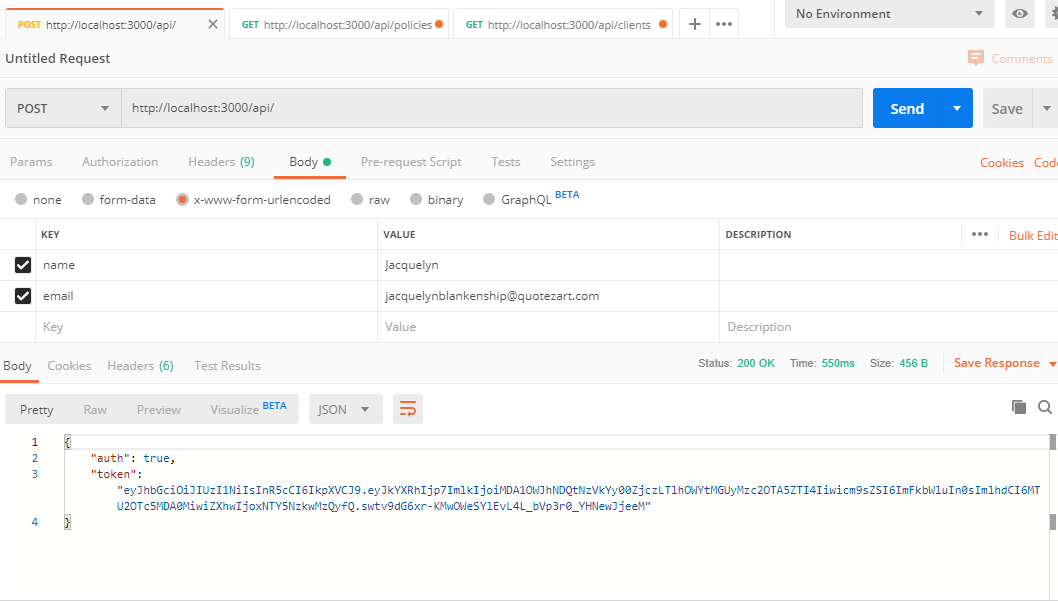 POST http://localhost:3000/api/
GET http://localhost:3000/api/policies
GET http://localhost:3000/api/clients
No Environment
Untitled Request
Comments
POST
http://localhost:3000/api/
Send
Save
Params Authorization Headers (9) Body Pre-request Script Tests Settings
Cookies Code
none form-data x-www-form-urlencoded raw binary GraphQL BETA
KEY VALUE DESCRIPTION
Bulk Edit
name Jacquelyn
email jacquelynblankenship@quotezart.com
Key Value Description
Body Cookies Headers (6) Test Results
Status: 200 OK Time: 550ms Size: 456 B
Save Response
Pretty Raw Preview Visualize BETA
JSON
1 {
2 "auth": true,
3 "token":
"eyJhbGciOiJIUzI1NiIsInR5cCI6IkpXVCJ9.eyJkYXRhIjp7ImlkIjoiMDA1OWJhNDQtNzVkYy00ZjczLTlhOWYtMGUyMzc2OTA5ZTI4Iiwicm9sZSI6ImFkbWluIn0sImlhdCI6MT
U2OTc5MDA0MiwiZXhwIjoxNTY5NzkwMzQyfQ.swtv9dG6xr-KMwOWeSYlEvL4L_bVp3r0_YHNewJjeeM"
4 }